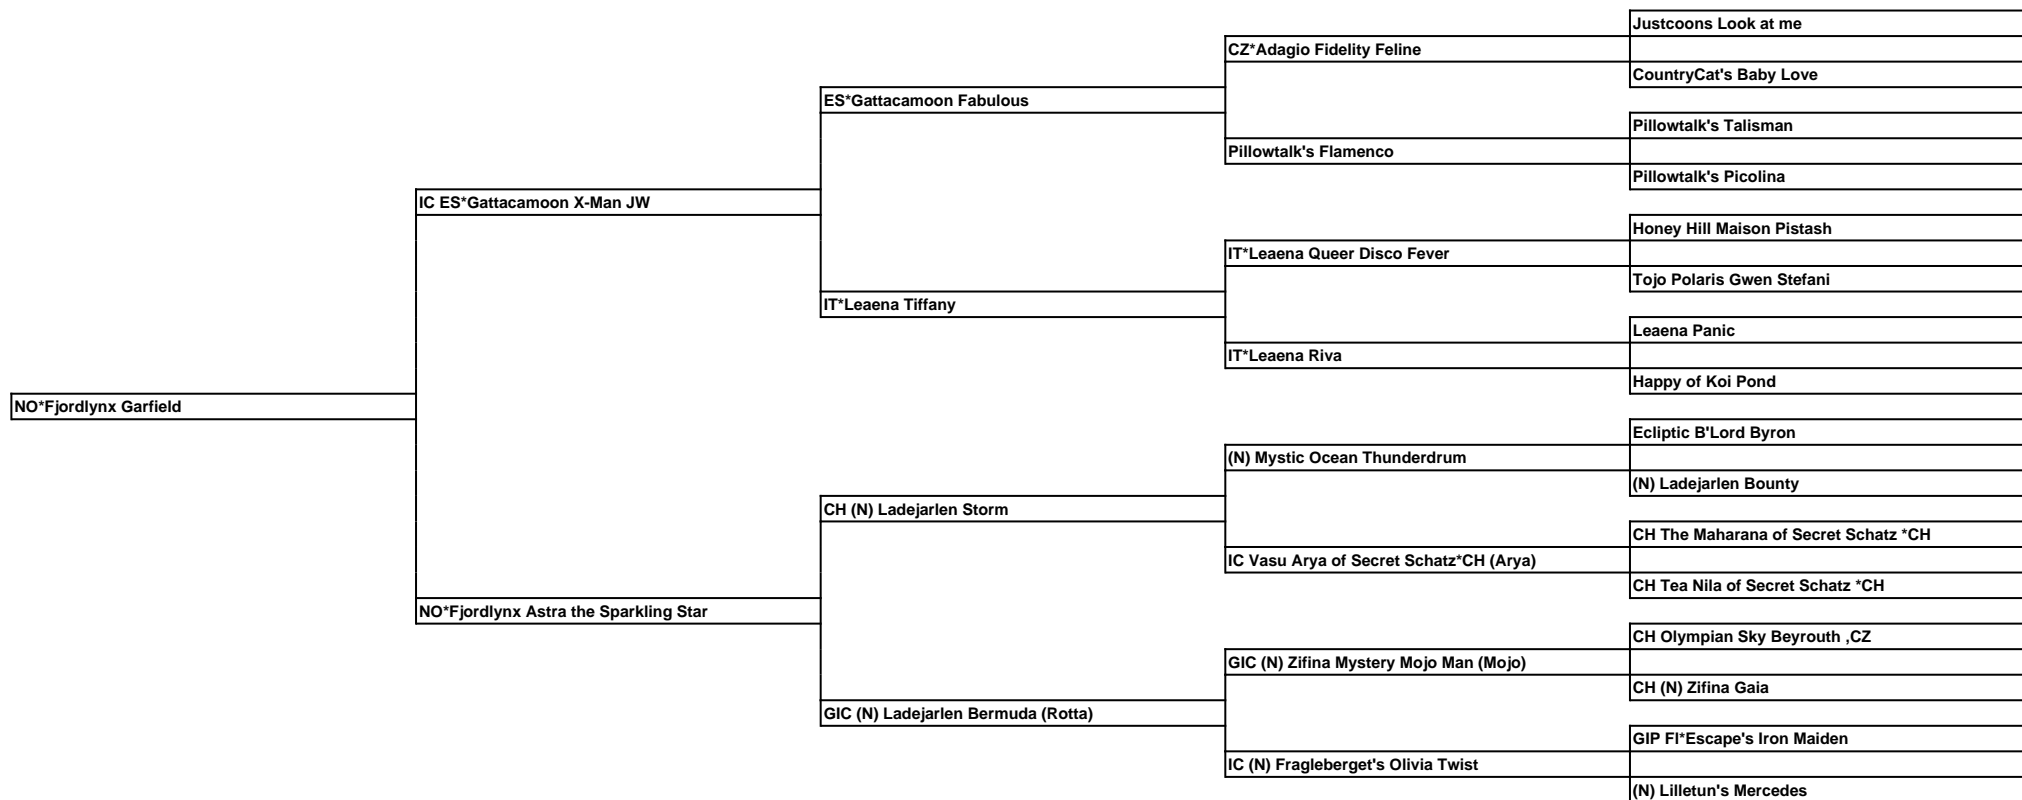 Justcoons Look at me
CZ*Adagio Fidelity Feline
CountryCat's Baby Love
ES*Gattacamoon Fabulous
Pillowtalk's Talisman
Pillowtalk's Flamenco
Pillowtalk's Picolina
IC ES*Gattacamoon X-Man JW
Honey Hill Maison Pistash
IT*Leaena Queer Disco Fever
Tojo Polaris Gwen Stefani
IT*Leaena Tiffany
Leaena Panic
IT*Leaena Riva
Happy of Koi Pond
NO*Fjordlynx Garfield
Ecliptic B'Lord Byron
(N) Mystic Ocean Thunderdrum
(N) Ladejarlen Bounty
CH (N) Ladejarlen Storm
CH The Maharana of Secret Schatz *CH
IC Vasu Arya of Secret Schatz*CH (Arya)
CH Tea Nila of Secret Schatz *CH
NO*Fjordlynx Astra the Sparkling Star
CH Olympian Sky Beyrouth ,CZ
GIC (N) Zifina Mystery Mojo Man (Mojo)
CH (N) Zifina Gaia
GIC (N) Ladejarlen Bermuda (Rotta)
GIP FI*Escape's Iron Maiden
IC (N) Fragleberget's Olivia Twist
(N) Lilletun's Mercedes